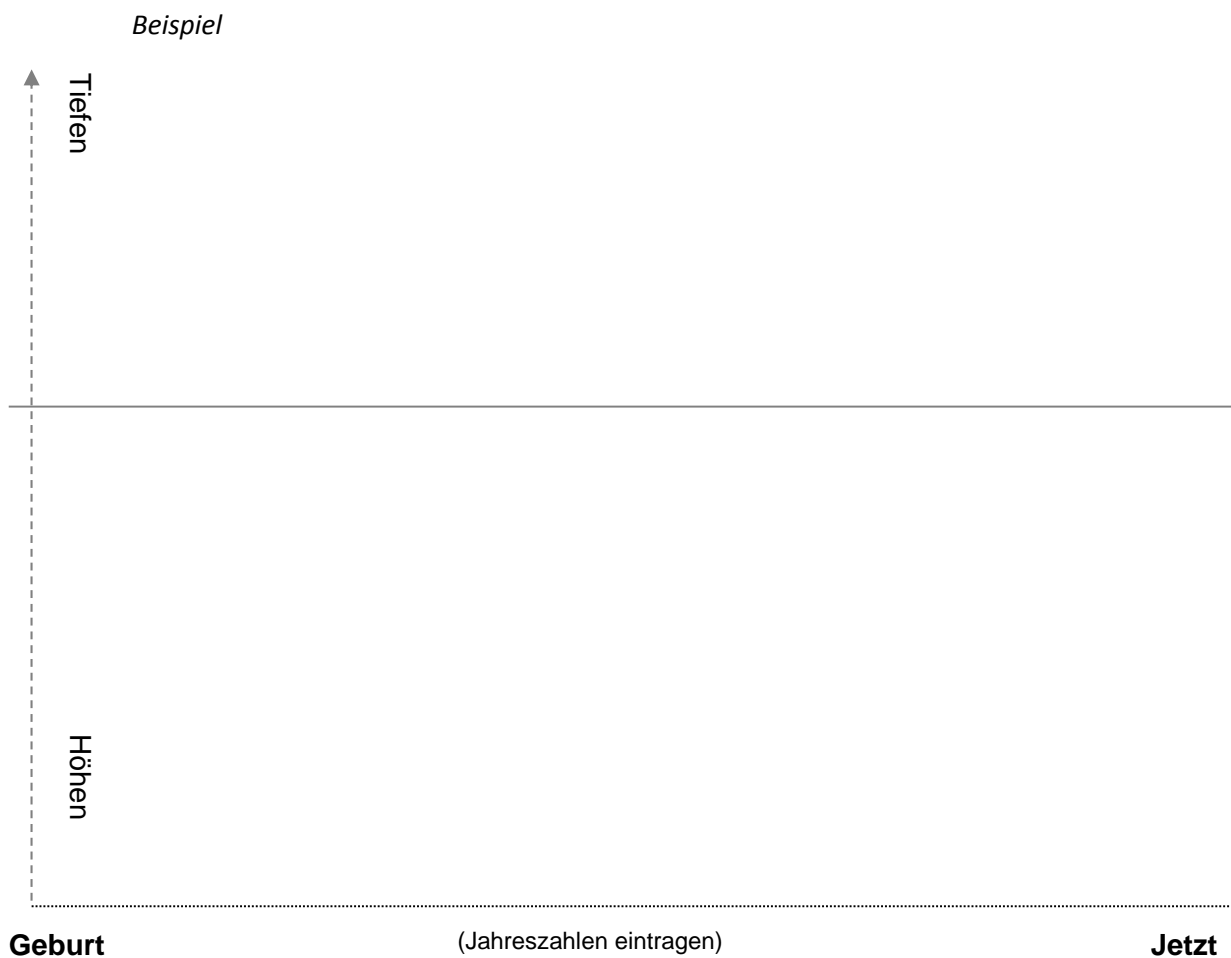 Beispiel
Tiefen
Höhen
Geburt
(Jahreszahlen eintragen)
Jetzt